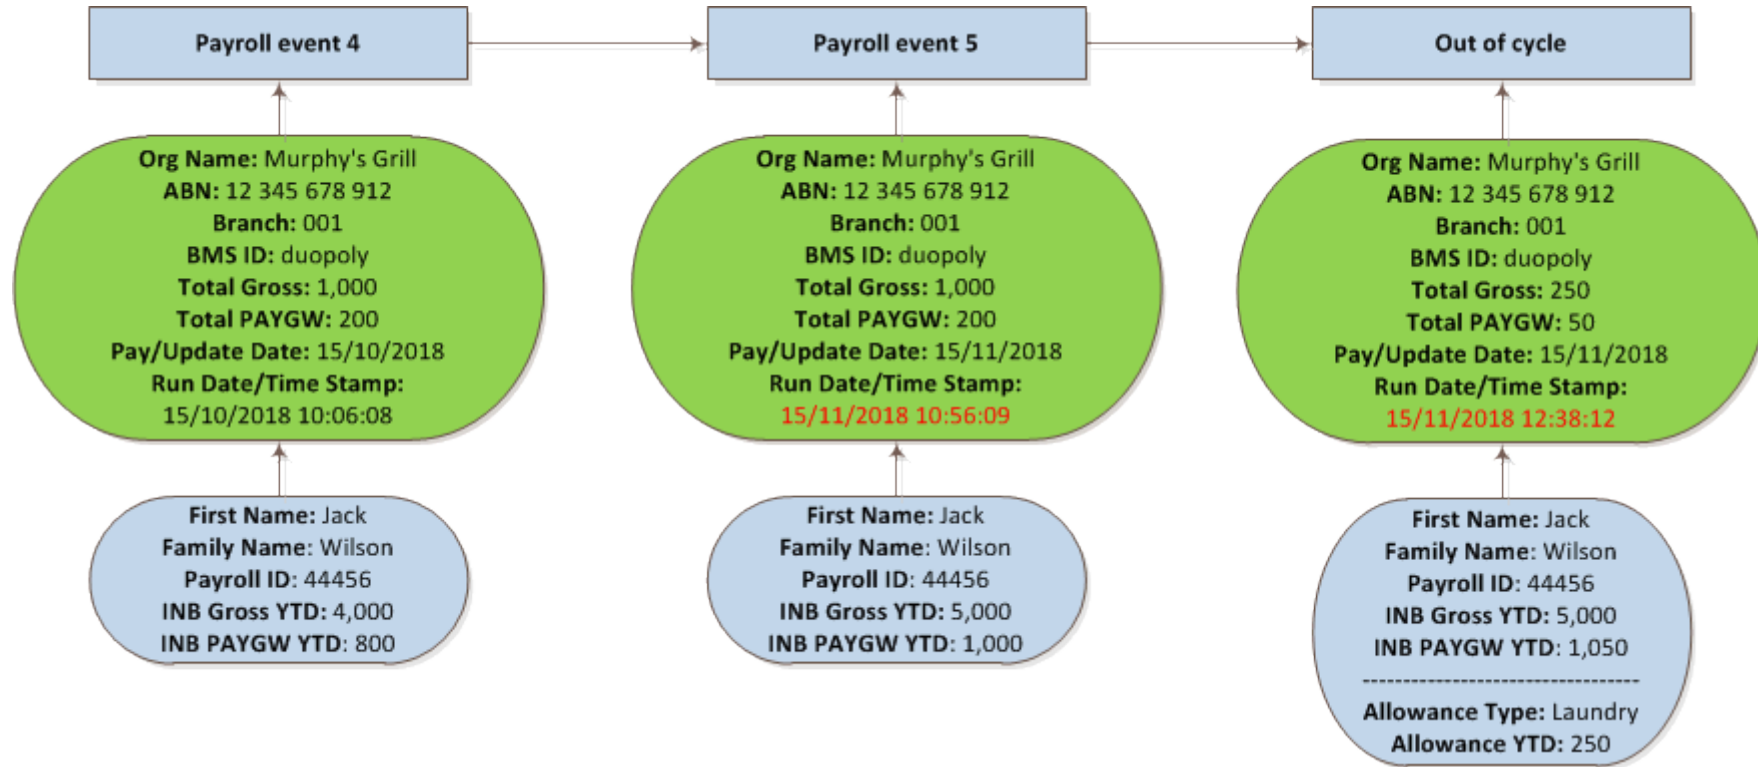 Payroll event 4
Payroll event 5
Out of cycle
Org Name: Murphy's Grill
ABN: 12 345 678 912
Branch: 001
BMS ID: duopoly
Total Gross: 1,000
Total PAYGW: 200
Pay/Update Date: 15/10/2018
Run Date/Time Stamp:
15/10/2018 10:06:08
Org Name: Murphy's Grill
ABN: 12 345 678 912
Branch: 001
BMS ID: duopoly
Total Gross: 1,000
Total PAYGW: 200
Pay/Update Date: 15/11/2018
Run Date/Time Stamp:
15/11/2018 10:56:09
Org Name: Murphy's Grill
ABN: 12 345 678 912
Branch: 001
BMS ID: duopoly
Total Gross: 250
Total PAYGW: 50
Pay/Update Date: 15/11/2018
Run Date/Time Stamp:
15/11/2018 12:38:12
First Name: Jack
Family Name: Wilson
Payroll ID: 44456
INB Gross YTD: 4,000
INB PAYGW YTD: 800
First Name: Jack
Family Name: Wilson
Payroll ID: 44456
INB Gross YTD: 5,000
INB PAYGW YTD: 1,000
First Name: Jack
Family Name: Wilson
Payroll ID: 44456
INB Gross YTD: 5,000
INB PAYGW YTD: 1,050
----------------------------------
Allowance Type: Laundry
Allowance YTD: 250